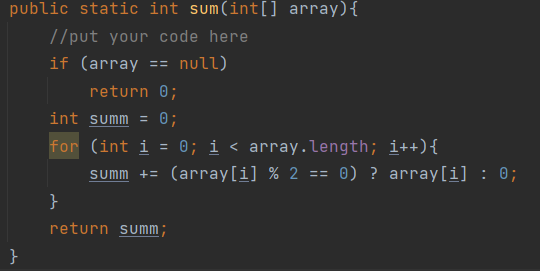 public static int sum(int[] array){
//put your code here
if (array == null)
return 0;
int summ = 0;
for (int i = 0; i < array.length; i++){
summ += (array[i] % 2 == 0) ? array[i] : 0;
}
return summ;
}